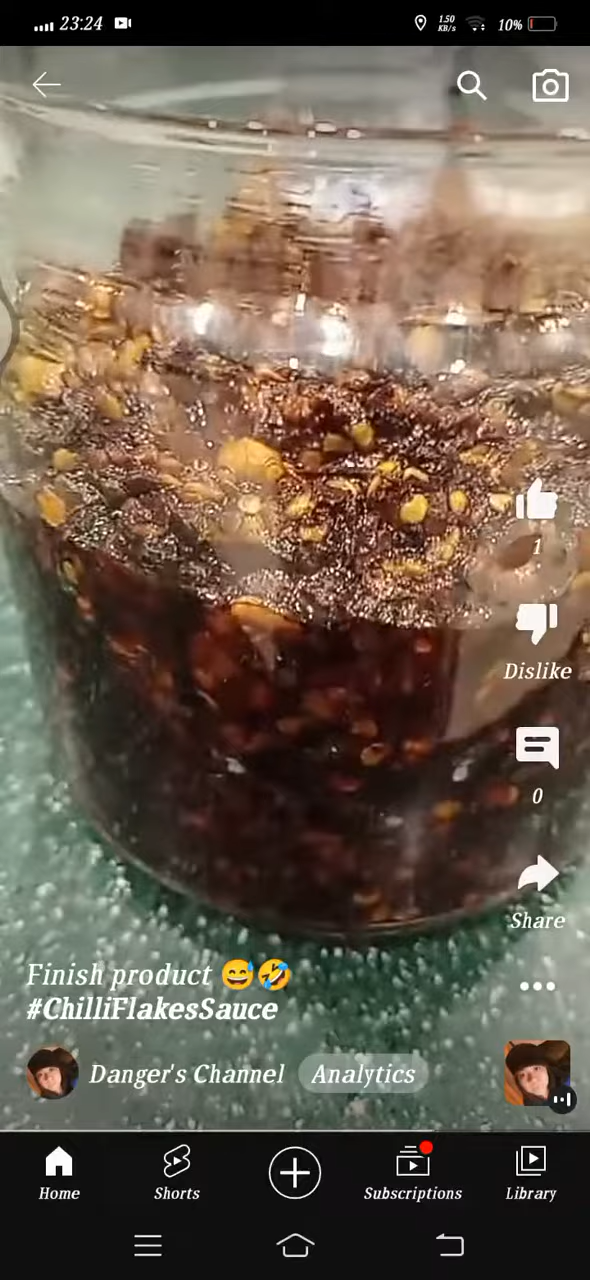 23:24 1.50 KB/s 10%
1
Dislike
0
Share
Finish product 😅🤣
#ChilliFlakesSauce
Danger's Channel Analytics
Home Shorts Subscriptions Library